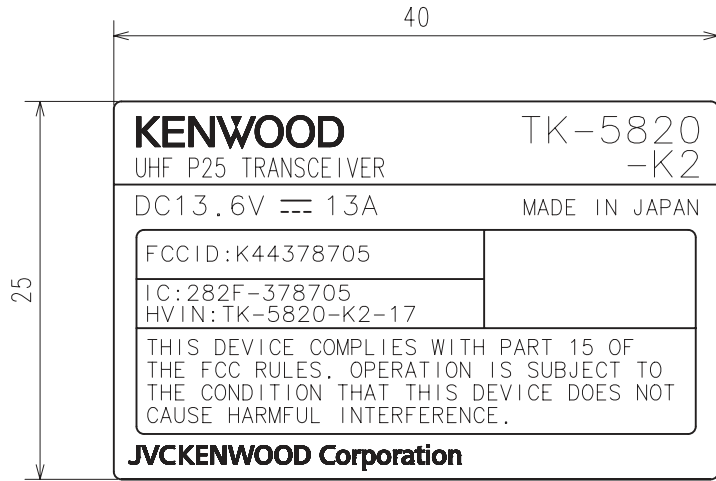 40
25
KENWOOD
TK-5820
-K2
UHF P25 TRANSCEIVER
DC13.6V ⎓ 13A
MADE IN JAPAN
FCCID:K44378705
IC:282F-378705
HVIN:TK-5820-K2-17
THIS DEVICE COMPLIES WITH PART 15 OF
THE FCC RULES. OPERATION IS SUBJECT TO
THE CONDITION THAT THIS DEVICE DOES NOT
CAUSE HARMFUL INTERFERENCE.
JVCKENWOOD Corporation